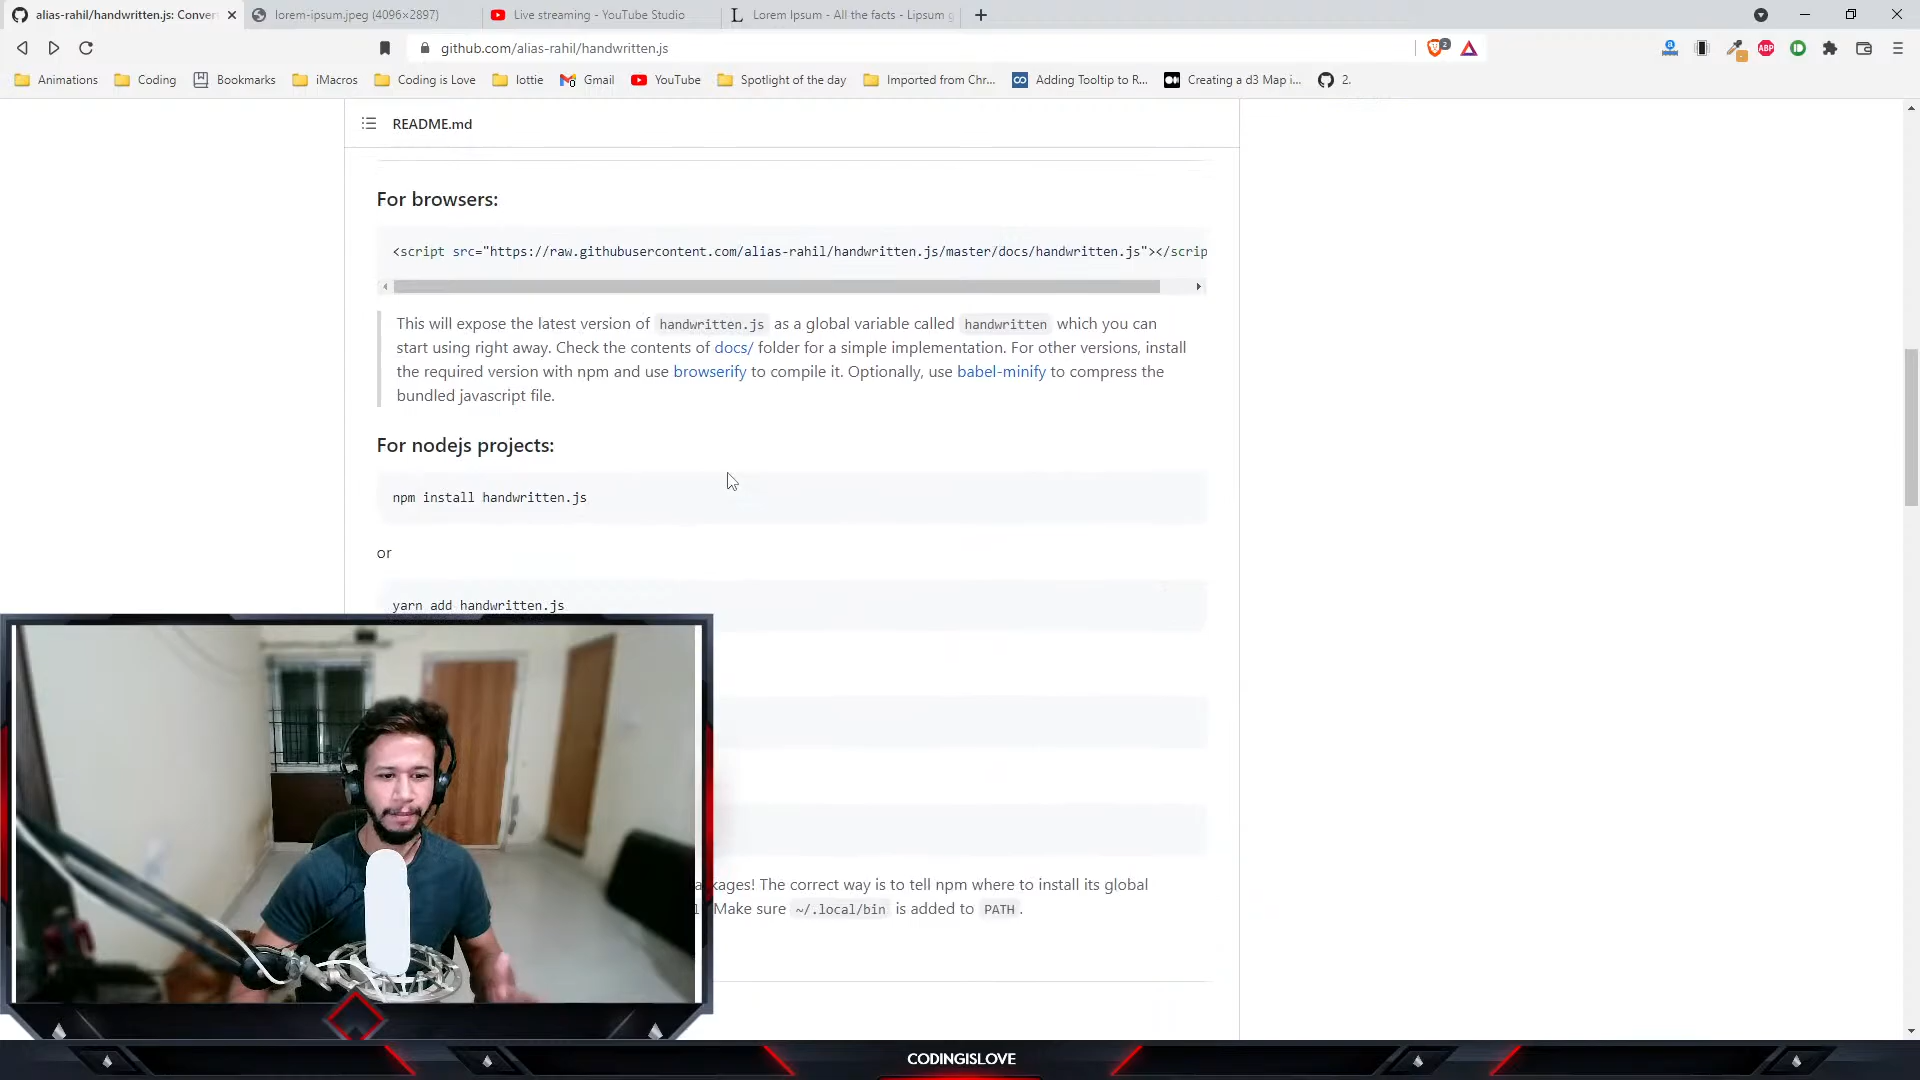 alias-rahil/handwritten.js: Conver
lorem-ipsum.jpeg (4096×2897)
Live streaming - YouTube Studio
Lorem Ipsum - All the facts - Lipsum g
github.com/alias-rahil/handwritten.js
2
ABP
Animations
Coding
Bookmarks
iMacros
Coding is Love
lottie
Gmail
YouTube
Spotlight of the day
Imported from Chr...
Adding Tooltip to R...
Creating a d3 Map i...
2.
README.md
For browsers:
<script src="https://raw.githubusercontent.com/alias-rahil/handwritten.js/master/docs/handwritten.js"></scrip
This will expose the latest version of handwritten.js as a global variable called handwritten which you can
start using right away. Check the contents of docs/ folder for a simple implementation. For other versions, install
the required version with npm and use browserify to compile it. Optionally, use babel-minify to compress the
bundled javascript file.
For nodejs projects:
npm install handwritten.js
or
yarn add handwritten.js
ackages! The correct way is to tell npm where to install its global
Make sure ~/.local/bin is added to PATH.
CODINGISLOVE